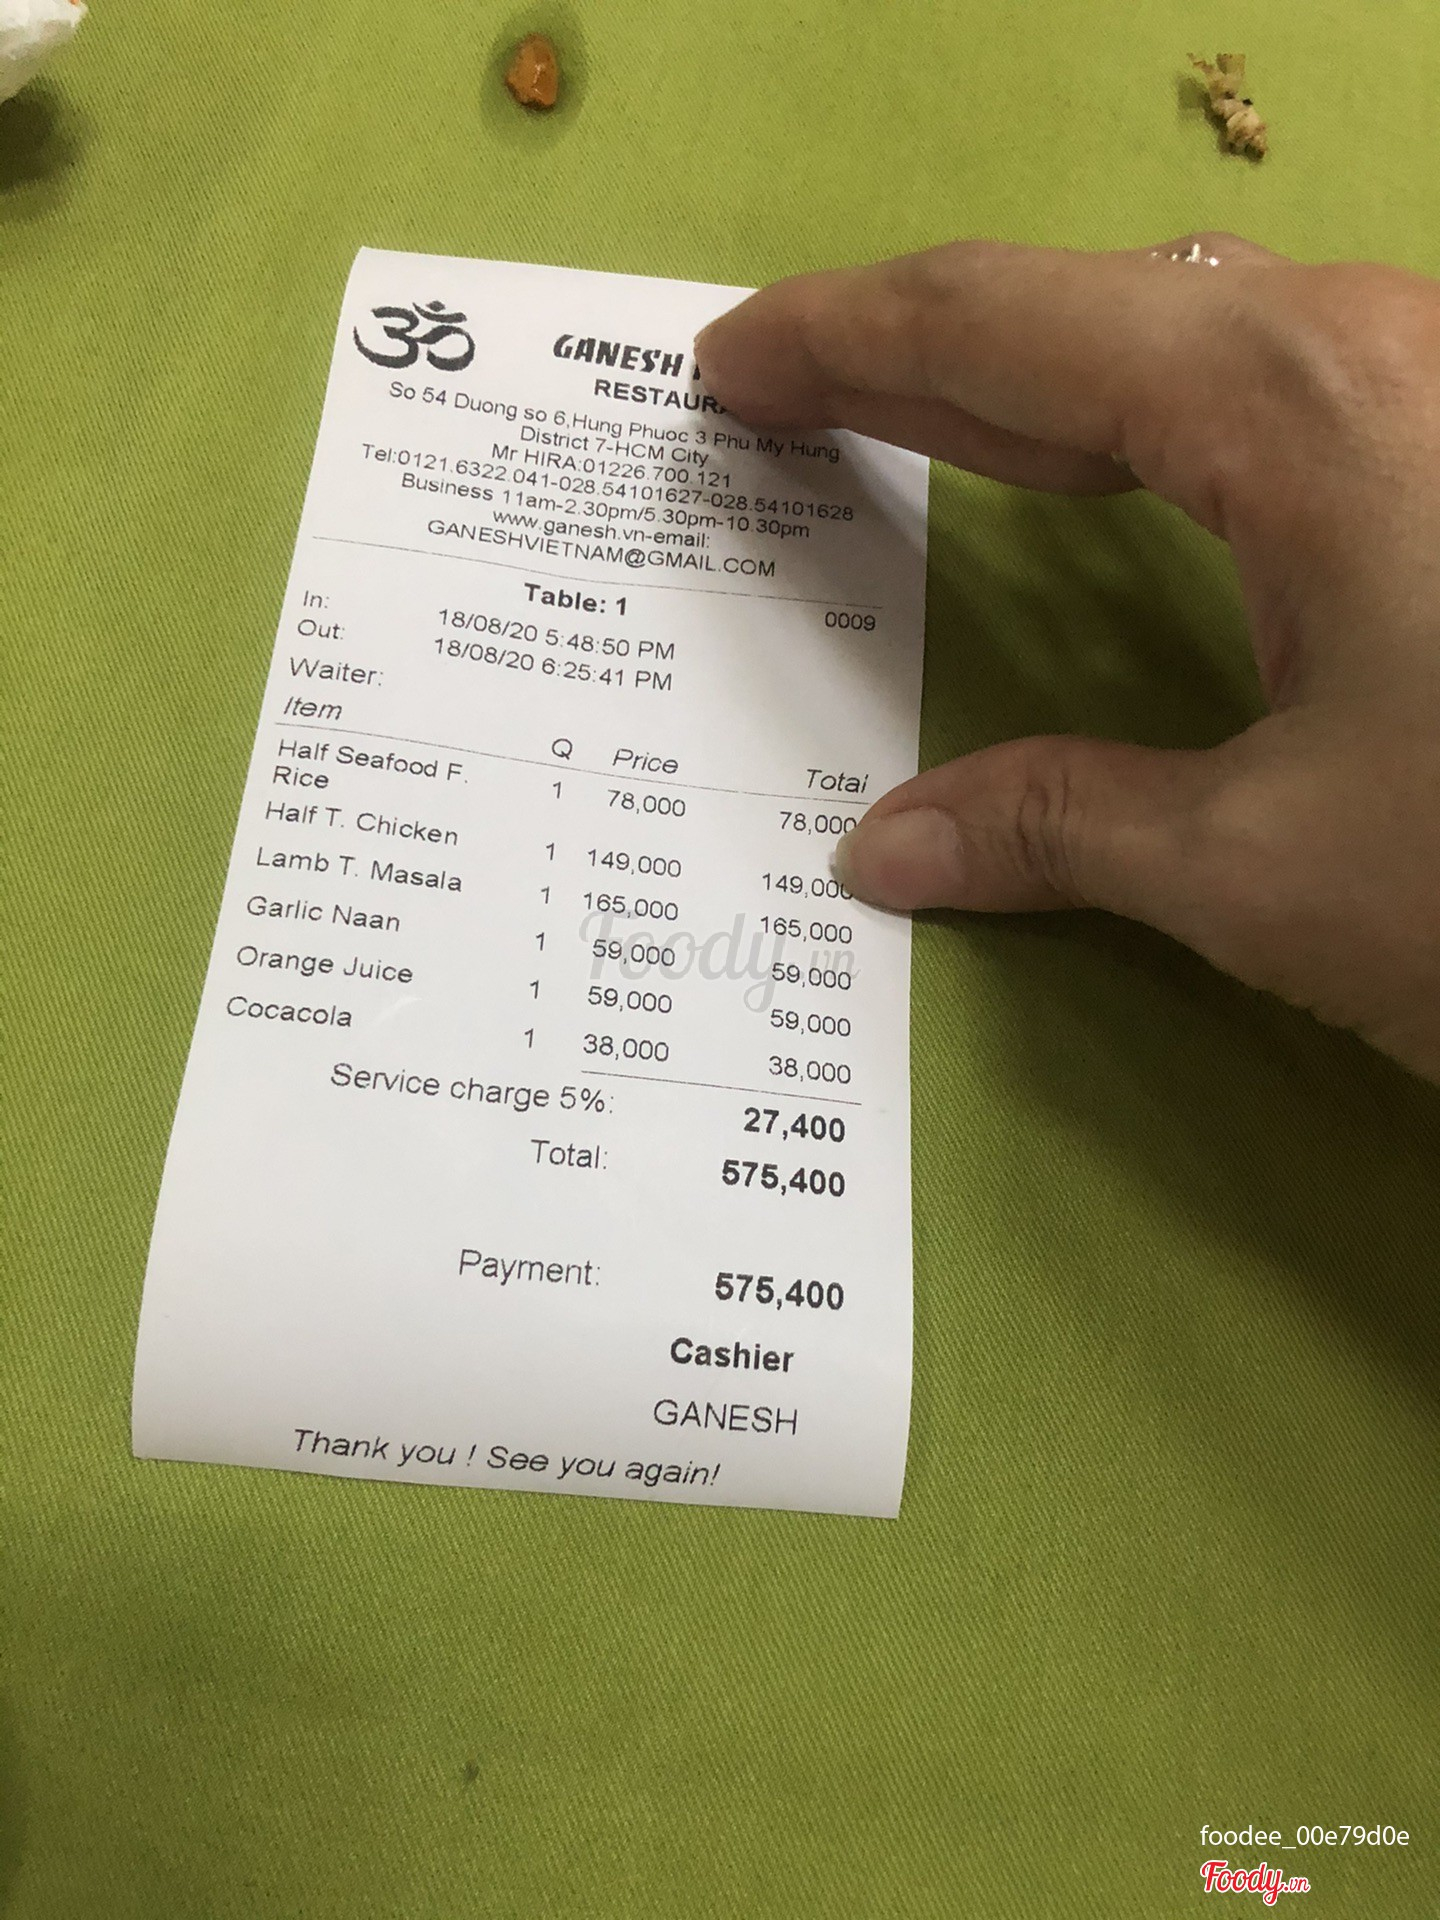 ॐ
GANESH
RESTAURA
So 54 Duong so 6,Hung Phuoc 3 Phu My Hung
District 7-HCM City
Mr HIRA:01226.700.121
Tel:0121.6322.041-028.54101627-028.54101628
Business 11am-2.30pm/5.30pm-10.30pm
www.ganesh.vn-email:
GANESHVIETNAM@GMAIL.COM
Table: 1 0009
In: 18/08/20 5:48:50 PM
Out: 18/08/20 6:25:41 PM
Waiter:
Item Q Price Total
Half Seafood F. Rice 1 78,000 78,000
Half T. Chicken 1 149,000 149,000
Lamb T. Masala 1 165,000 165,000
Garlic Naan 1 59,000 59,000
Orange Juice 1 59,000 59,000
Cocacola 1 38,000 38,000
Service charge 5%: 27,400
Total: 575,400
Payment: 575,400
Cashier
GANESH
Thank you ! See you again!
Foody.vn
foodee_00e79d0e
Foody.vn